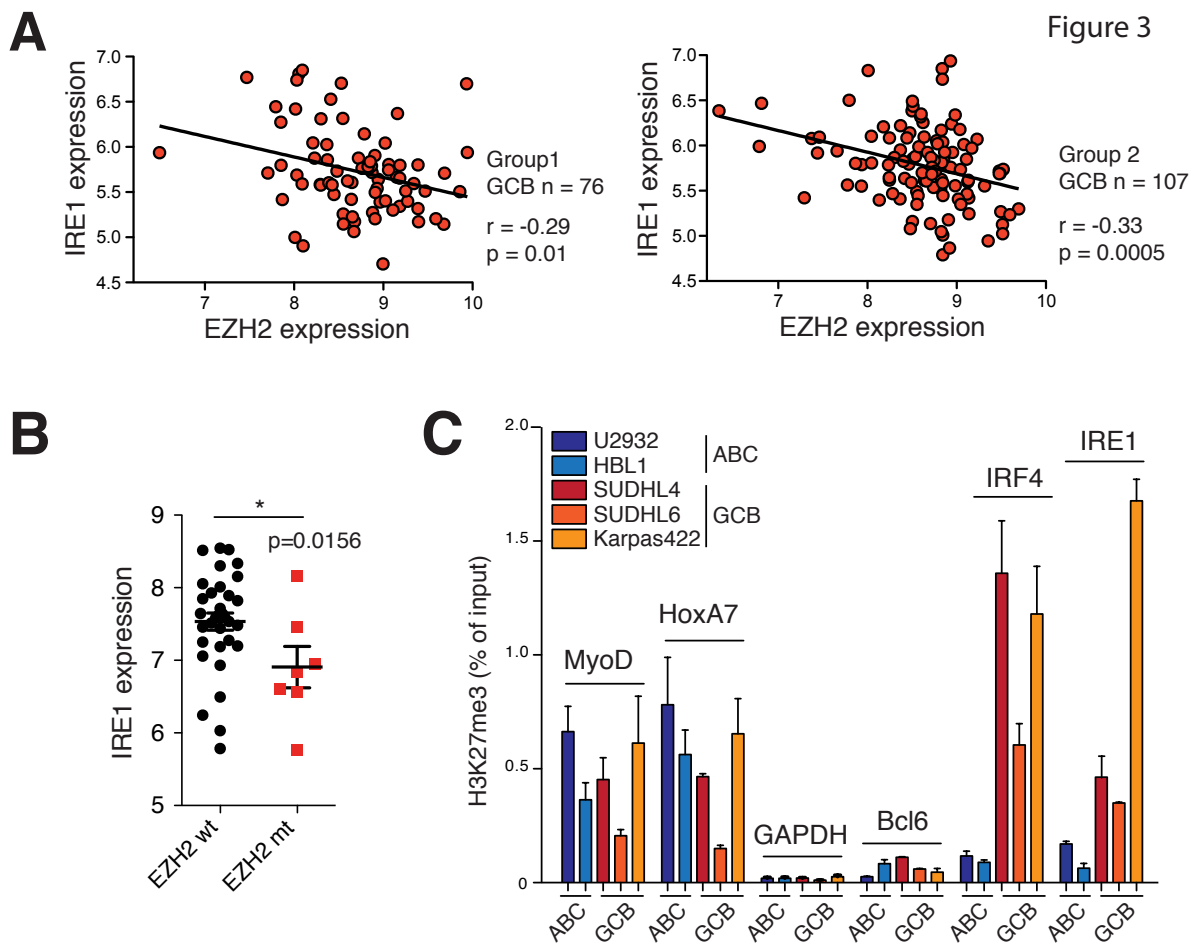 Figure 3
A
7.0
6.5
6.0
5.5
5.0
4.5
IRE1 expression
7 8 9 10
EZH2 expression
Group1
GCB n = 76
r = -0.29
p = 0.01
7.0
6.5
6.0
5.5
5.0
4.5
IRE1 expression
7 8 9 10
EZH2 expression
Group 2
GCB n = 107
r = -0.33
p = 0.0005
B
9
8
7
6
5
IRE1 expression
*
p=0.0156
EZH2 wt
EZH2 mt
C
2.0
1.5
1.0
0.5
0
H3K27me3 (% of input)
U2932
HBL1
ABC
SUDHL4
SUDHL6
Karpas422
GCB
MyoD
HoxA7
GAPDH
Bcl6
IRF4
IRE1
ABC GCB ABC GCB ABC GCB ABC GCB ABC GCB ABC GCB